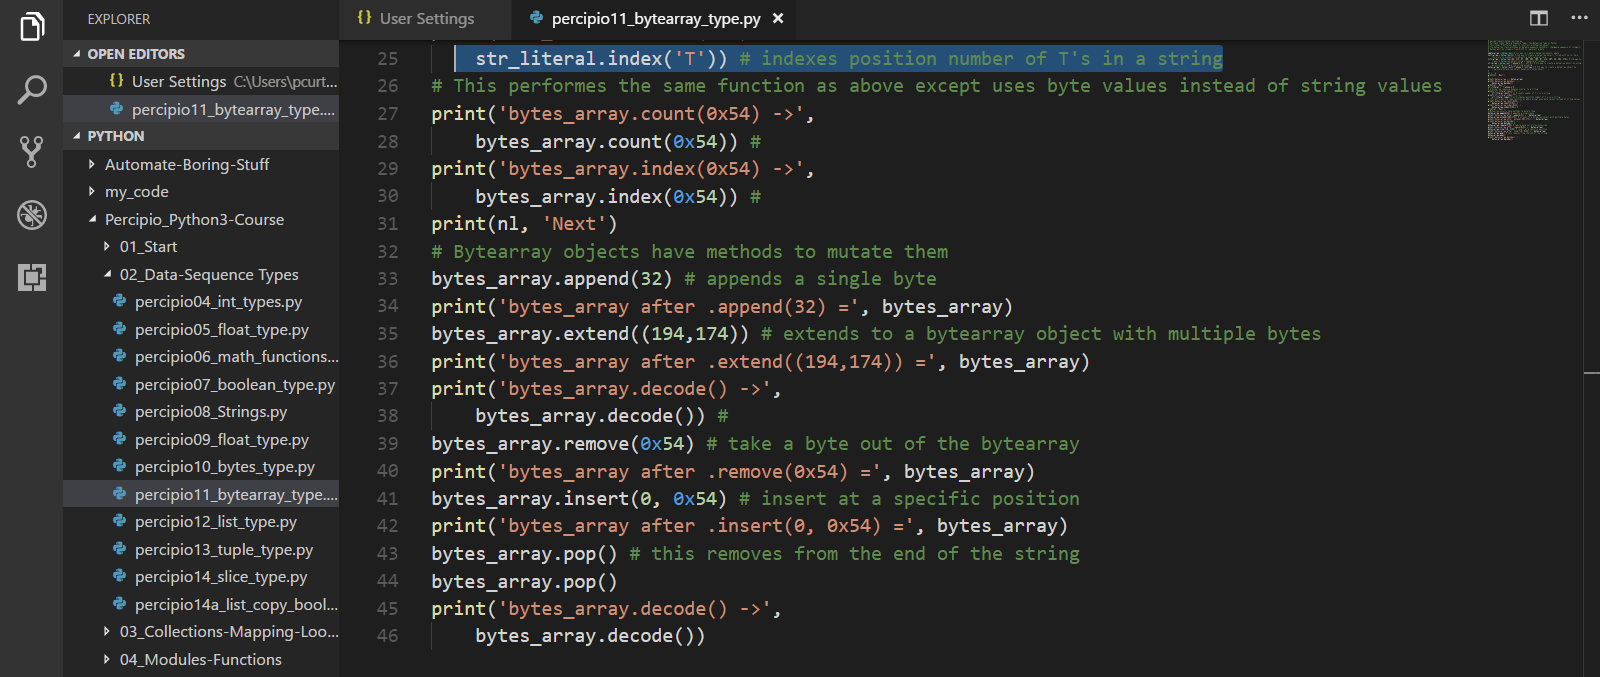 EXPLORER
OPEN EDITORS
{} User Settings C:\Users\pcurt...
percipio11_bytearray_type....
PYTHON
Automate-Boring-Stuff
my_code
Percipio_Python3-Course
01_Start
02_Data-Sequence Types
percipio04_int_types.py
percipio05_float_type.py
percipio06_math_functions...
percipio07_boolean_type.py
percipio08_Strings.py
percipio09_float_type.py
percipio10_bytes_type.py
percipio11_bytearray_type....
percipio12_list_type.py
percipio13_tuple_type.py
percipio14_slice_type.py
percipio14a_list_copy_bool...
03_Collections-Mapping-Loo...
04_Modules-Functions
{} User Settings
percipio11_bytearray_type.py
25 str_literal.index('T')) # indexes position number of T's in a string
26 # This performes the same function as above except uses byte values instead of string values
27 print('bytes_array.count(0x54) ->',
28 bytes_array.count(0x54)) #
29 print('bytes_array.index(0x54) ->',
30 bytes_array.index(0x54)) #
31 print(nl, 'Next')
32 # Bytearray objects have methods to mutate them
33 bytes_array.append(32) # appends a single byte
34 print('bytes_array after .append(32) =', bytes_array)
35 bytes_array.extend((194,174)) # extends to a bytearray object with multiple bytes
36 print('bytes_array after .extend((194,174)) =', bytes_array)
37 print('bytes_array.decode() ->',
38 bytes_array.decode()) #
39 bytes_array.remove(0x54) # take a byte out of the bytearray
40 print('bytes_array after .remove(0x54) =', bytes_array)
41 bytes_array.insert(0, 0x54) # insert at a specific position
42 print('bytes_array after .insert(0, 0x54) =', bytes_array)
43 bytes_array.pop() # this removes from the end of the string
44 bytes_array.pop()
45 print('bytes_array.decode() ->',
46 bytes_array.decode())